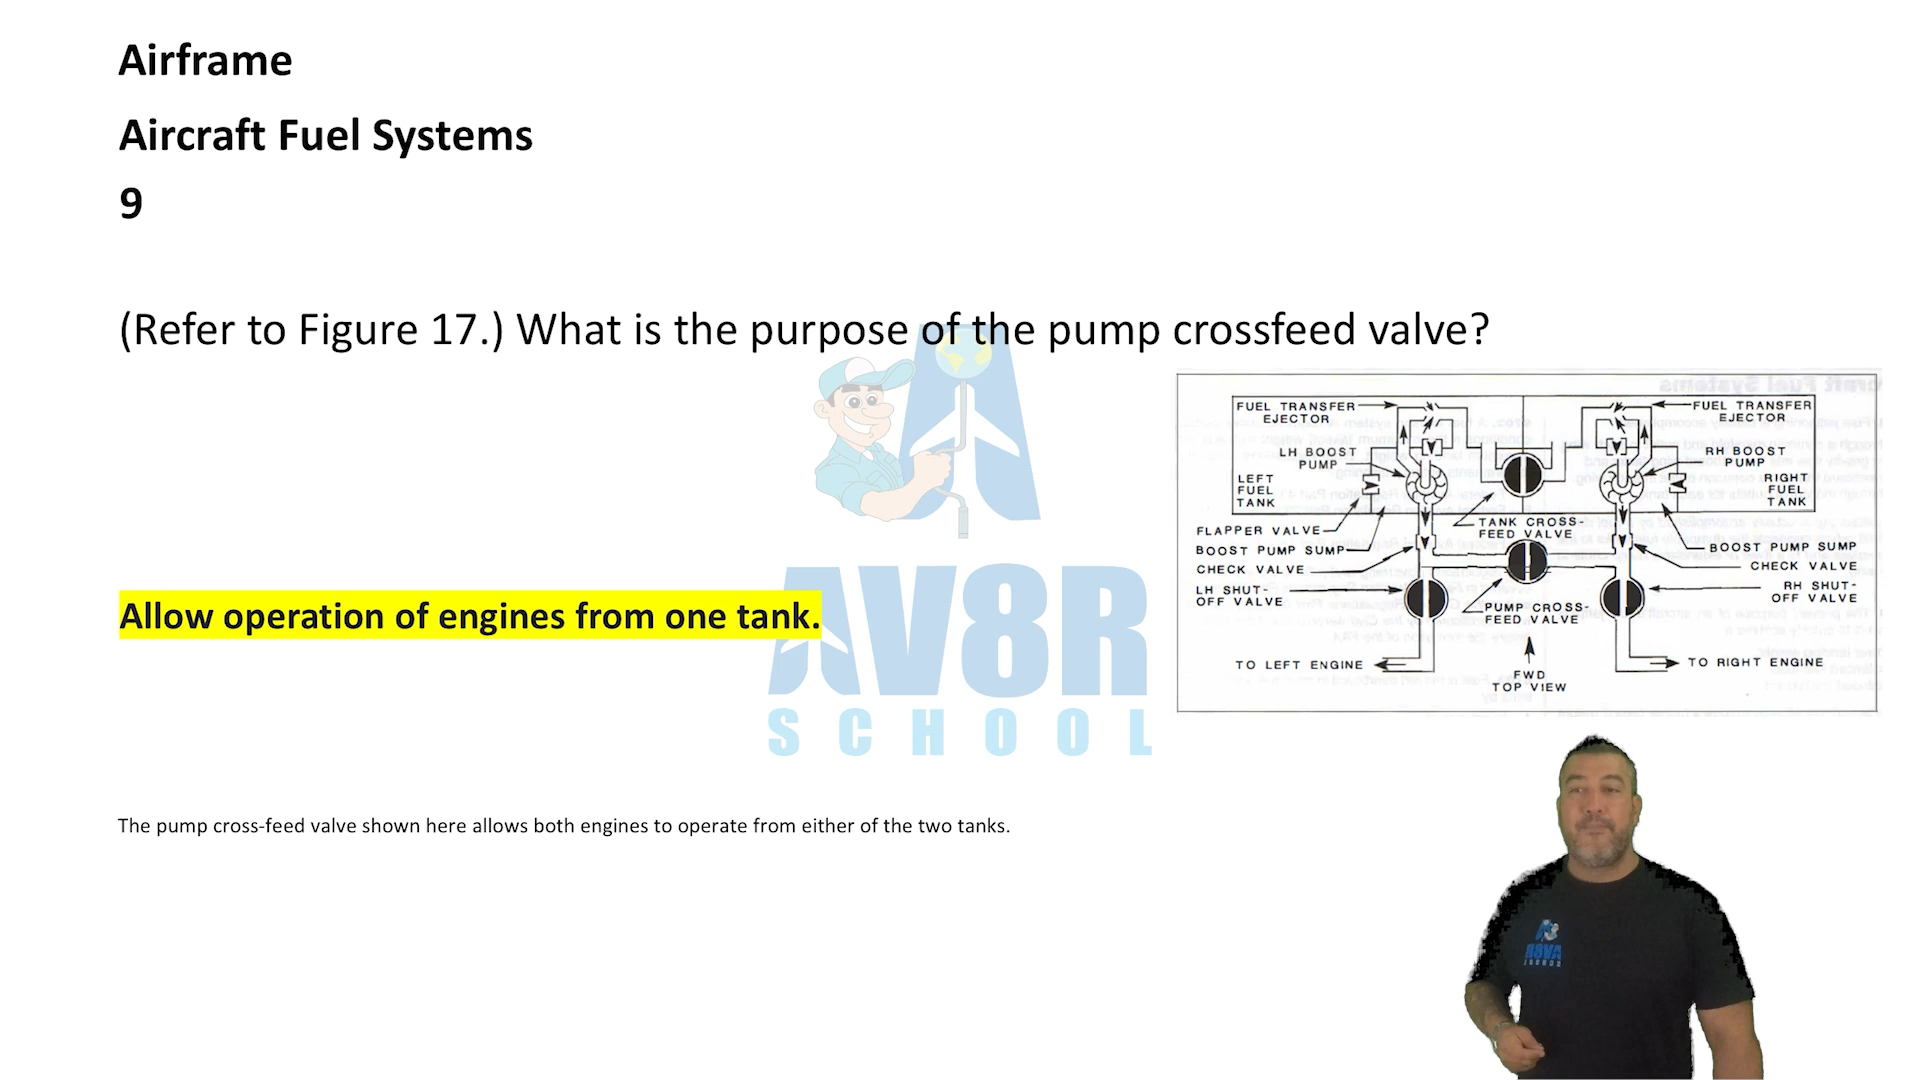 Airframe
Aircraft Fuel Systems
9
(Refer to Figure 17.) What is the purpose of the pump crossfeed valve?
FUEL TRANSFER
EJECTOR
FUEL TRANSFER
EJECTOR
LH BOOST
PUMP
RH BOOST
PUMP
LEFT
FUEL
TANK
RIGHT
FUEL
TANK
TANK CROSS-
FEED VALVE
FLAPPER VALVE
BOOST PUMP SUMP
CHECK VALVE
LH SHUT-
OFF VALVE
BOOST PUMP SUMP
CHECK VALVE
RH SHUT-
OFF VALVE
PUMP CROSS-
FEED VALVE
TO LEFT ENGINE
TO RIGHT ENGINE
FWD
TOP VIEW
Allow operation of engines from one tank.
AV8R
SCHOOL
The pump cross-feed valve shown here allows both engines to operate from either of the two tanks.